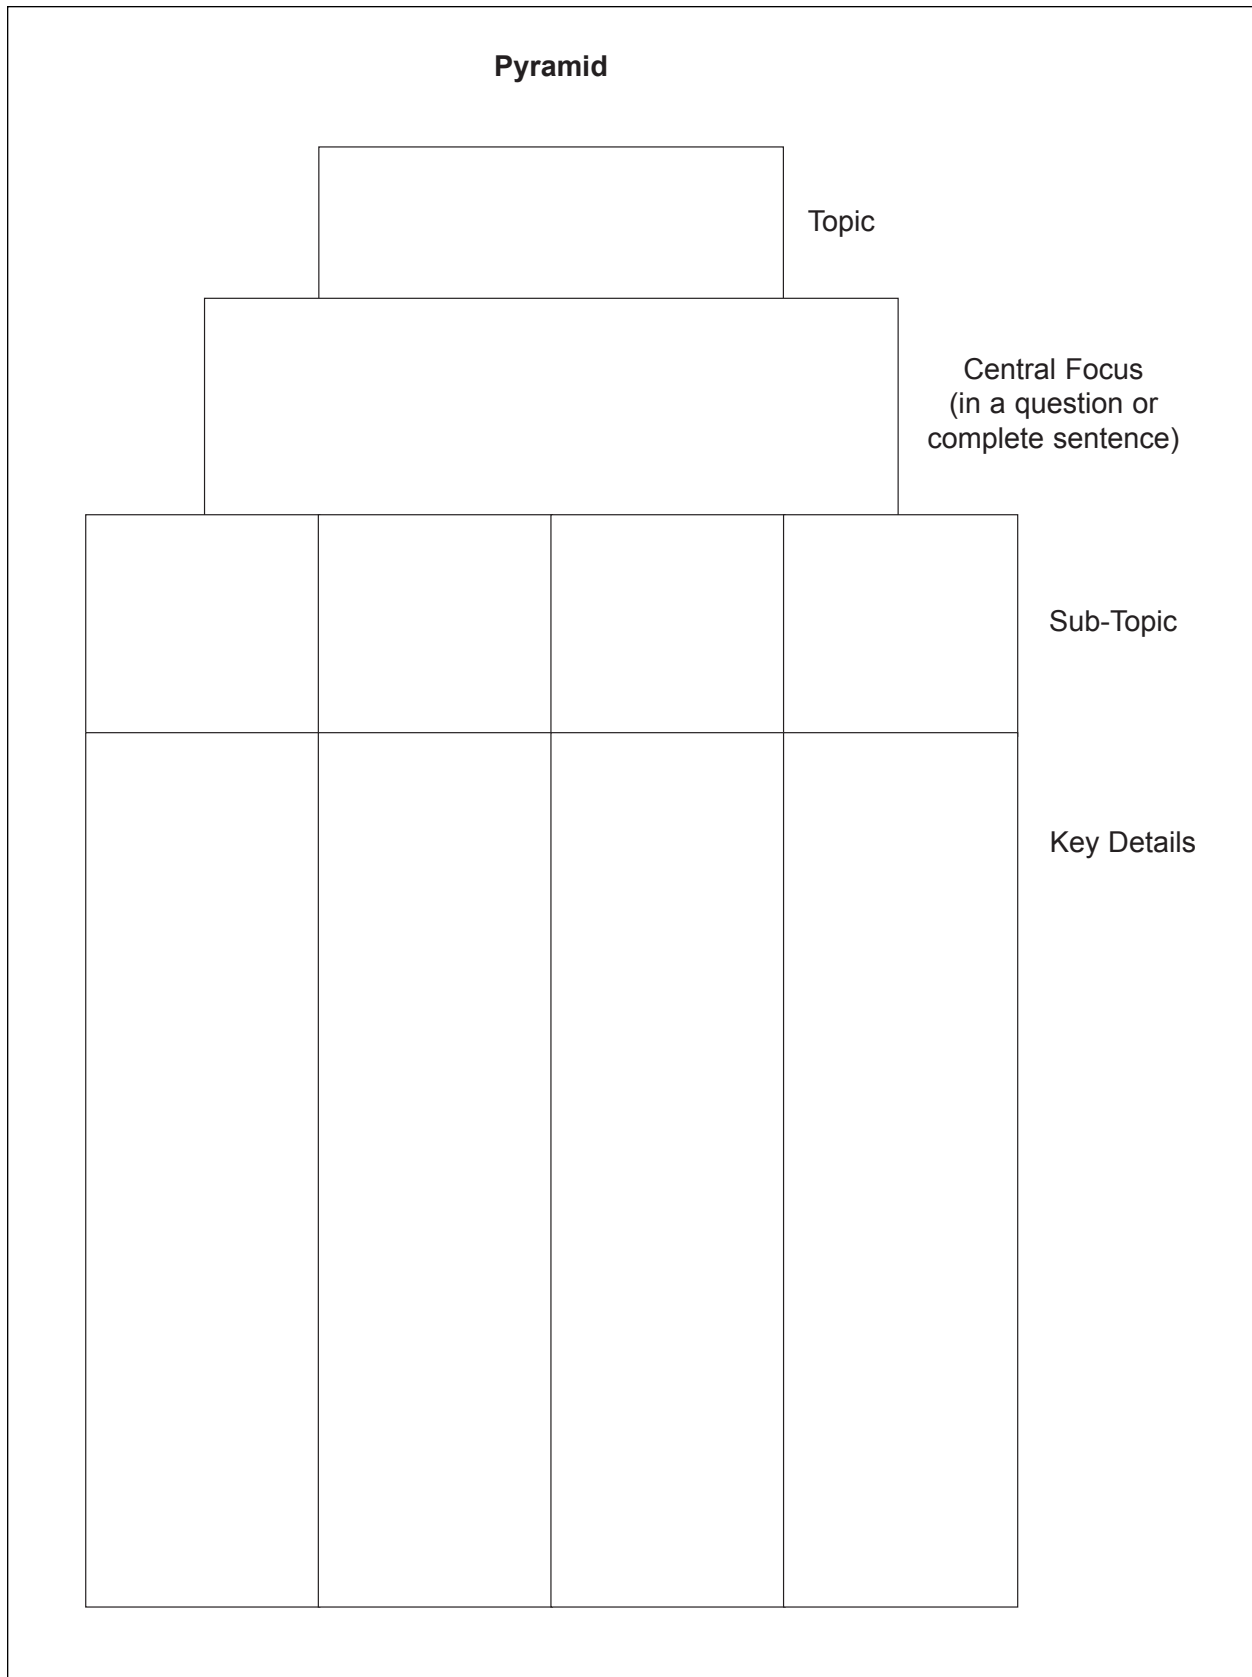 Pyramid
Topic
Central Focus
(in a question or
complete sentence)
Sub-Topic
Key Details